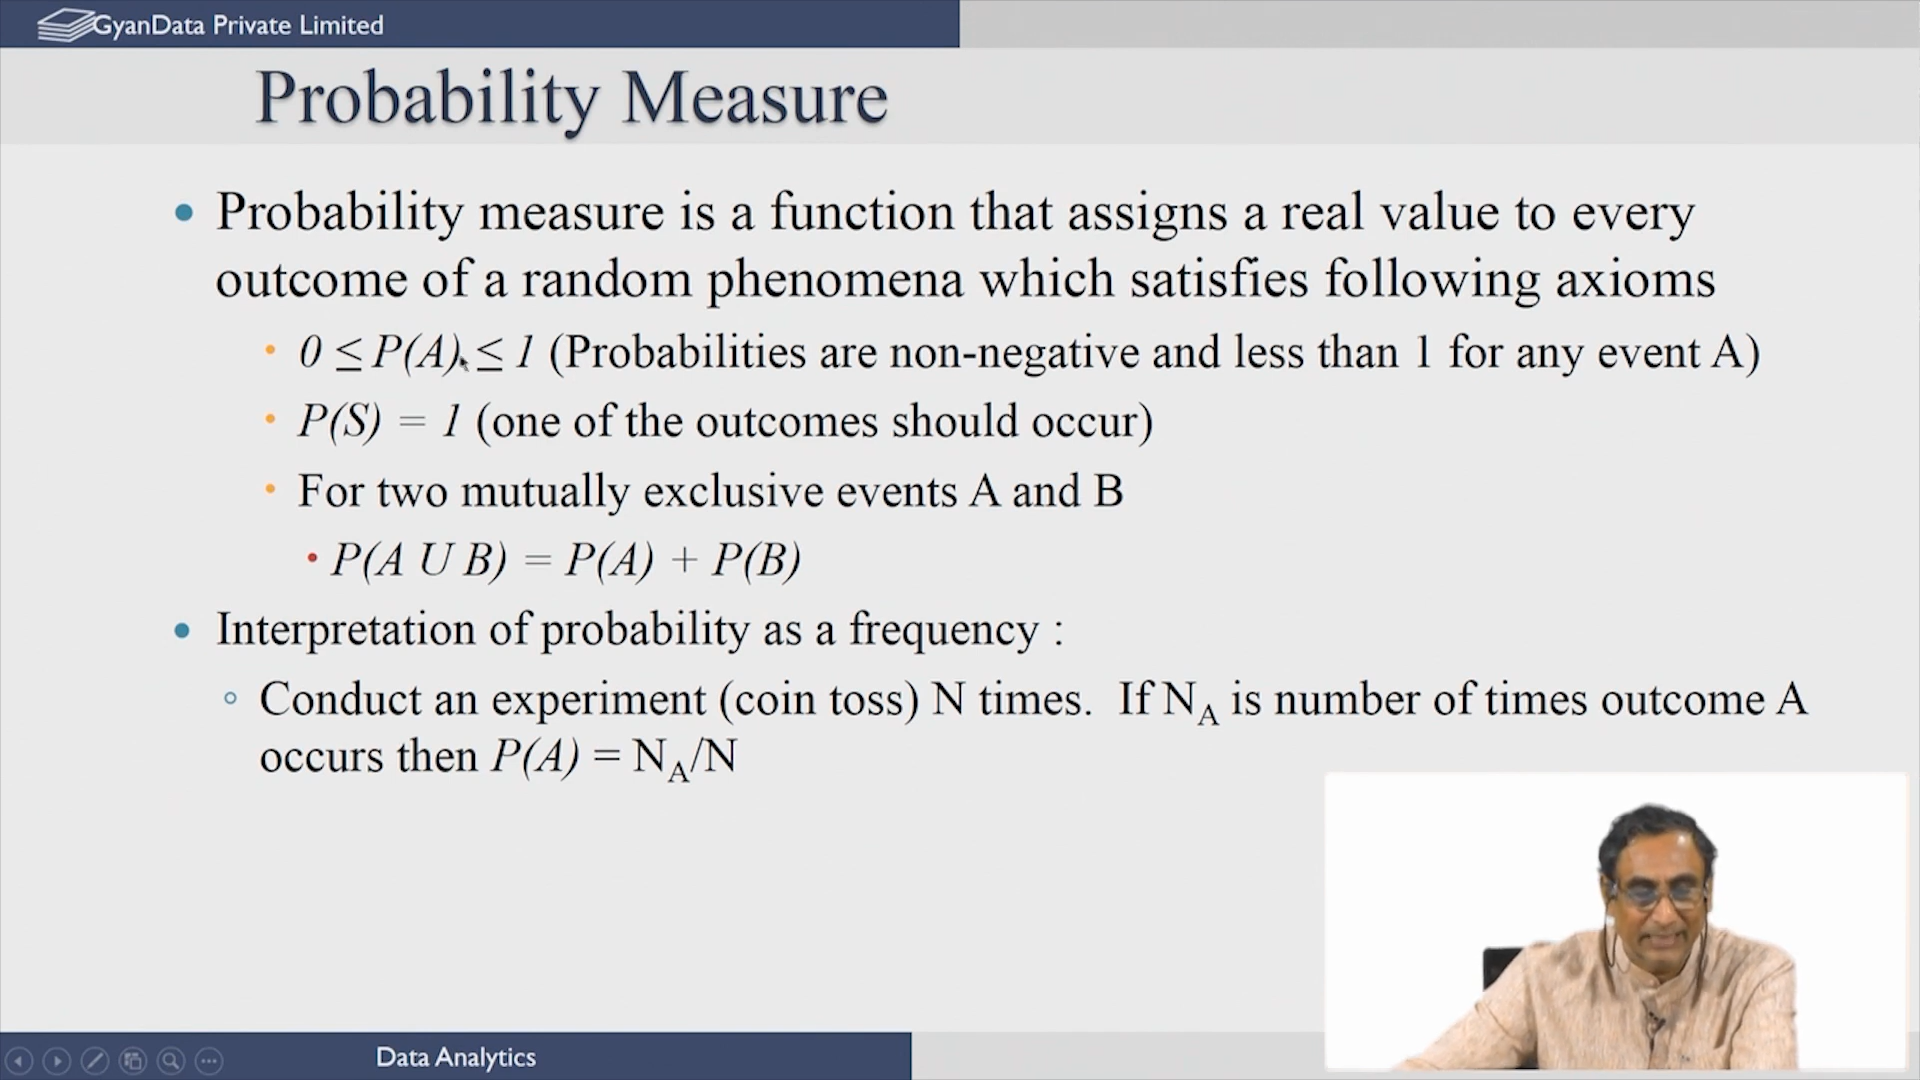 GyanData Private Limited
Probability Measure
• Probability measure is a function that assigns a real value to every
outcome of a random phenomena which satisfies following axioms
• 0 ≤ P(A) ≤ 1 (Probabilities are non-negative and less than 1 for any event A)
• P(S) = 1 (one of the outcomes should occur)
• For two mutually exclusive events A and B
• P(A U B) = P(A) + P(B)
• Interpretation of probability as a frequency :
◦ Conduct an experiment (coin toss) N times. If N_A is number of times outcome A
occurs then P(A) = N_A/N
Data Analytics